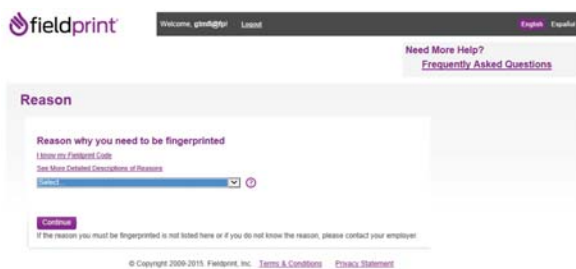 fieldprint
Welcome, gtmfl@fp! Logout
English Español
Need More Help?
Frequently Asked Questions
Reason
Reason why you need to be fingerprinted
I know my Fieldprint Code
See More Detailed Descriptions of Reasons
Select...
Continue
If the reason you must be fingerprinted is not listed here or if you do not know the reason, please contact your employer.
© Copyright 2009-2015. Fieldprint, Inc. Terms & Conditions Privacy Statement